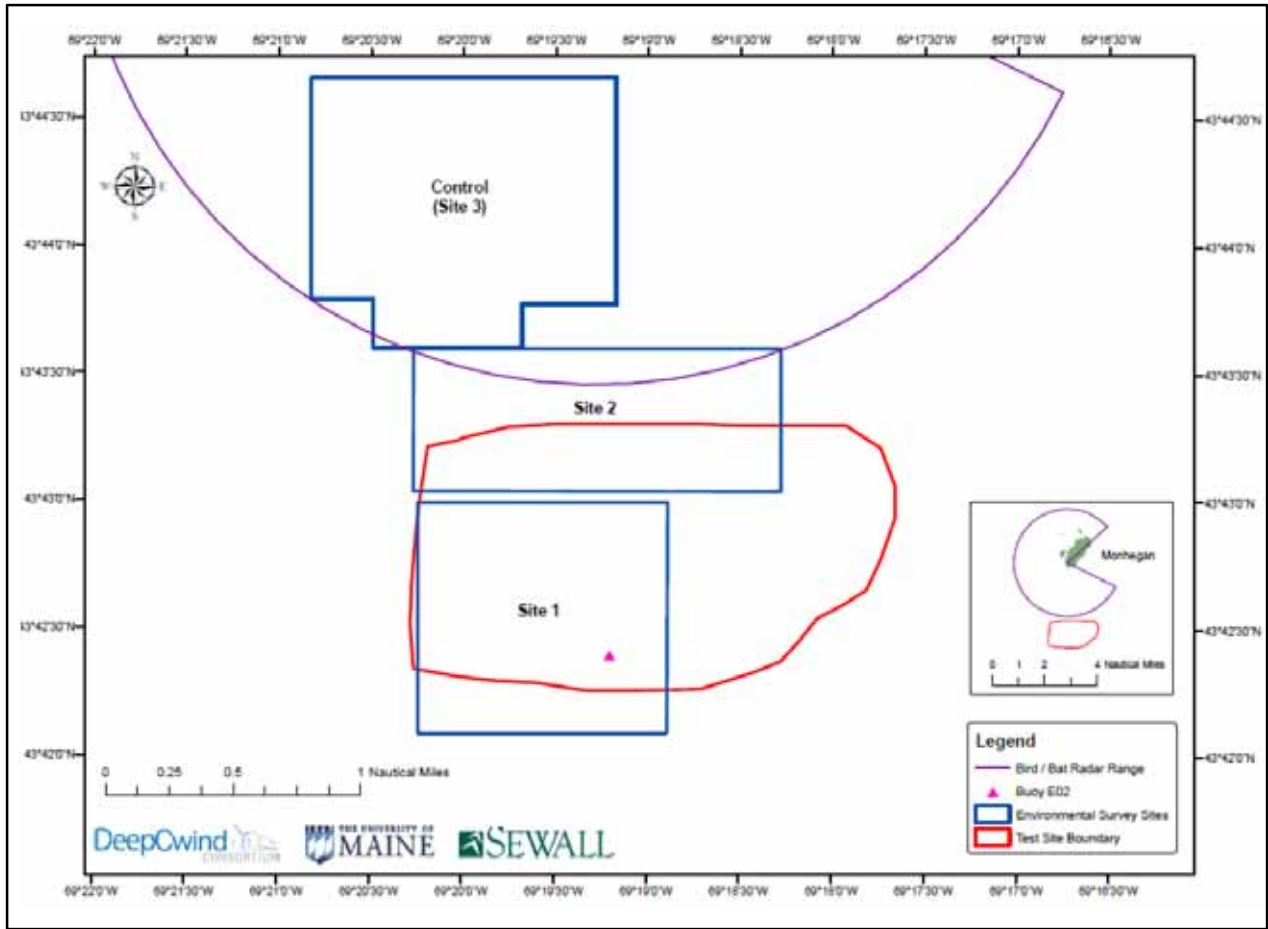 69°22'0"W 69°21'30"W 69°21'0"W 69°20'30"W 69°20'0"W 69°19'30"W 69°19'0"W 69°18'30"W 69°18'0"W 69°17'30"W 69°17'0"W 69°16'30"W
43°44'30"N 43°44'30"N
N
W E
S
Control
(Site 3)
43°44'0"N 43°44'0"N
43°43'30"N 43°43'30"N
Site 2
43°43'0"N 43°43'0"N
Monhegan
Site 1
43°42'30"N 43°42'30"N
0 1 2 4 Nautical Miles
Legend
Bird / Bat Radar Range
Buoy E02
Environmental Survey Sites
Test Site Boundary
43°42'0"N 43°42'0"N
0 0.25 0.5 1 Nautical Miles
DeepCwind CONSORTIUM
THE UNIVERSITY OF
MAINE
SEWALL
69°22'0"W 69°21'30"W 69°21'0"W 69°20'30"W 69°20'0"W 69°19'30"W 69°19'0"W 69°18'30"W 69°18'0"W 69°17'30"W 69°17'0"W 69°16'30"W